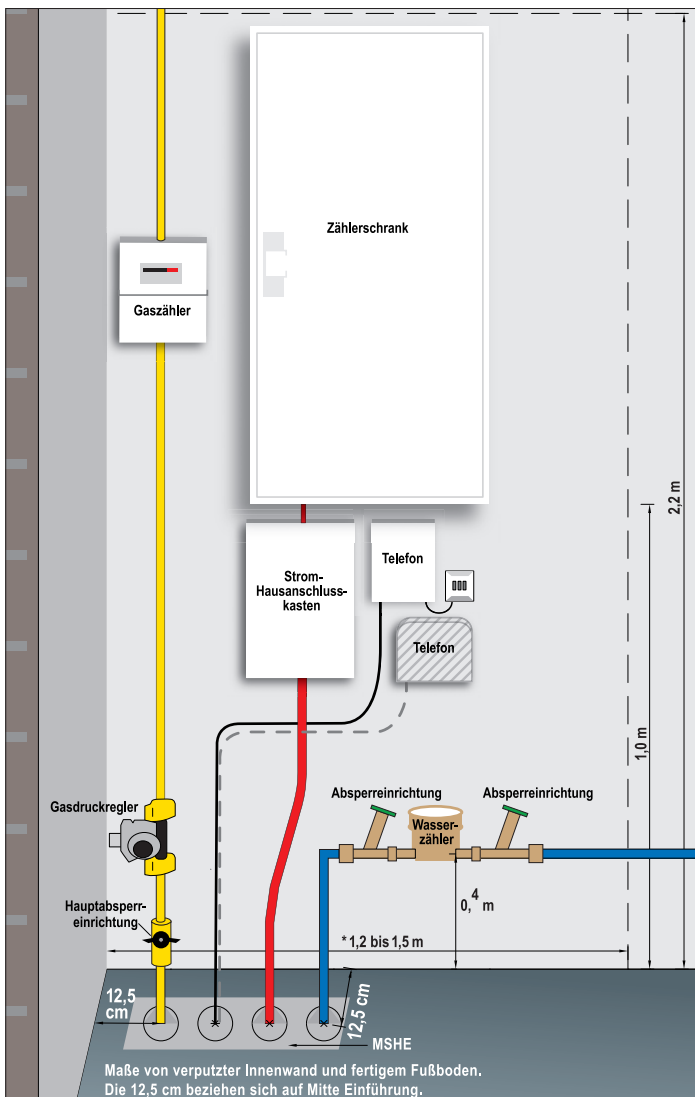 Zählerschrank
Gaszähler
2,2 m
Strom-
Hausanschluss-
kasten
Telefon
Telefon
1,0 m
Gasdruckregler
Absperreinrichtung
Absperreinrichtung
Wasser-
zähler
0,4 m
Hauptabsperr-
einrichtung
* 1,2 bis 1,5 m
12,5
cm
12,5 cm
MSHE
Maße von verputzter Innenwand und fertigem Fußboden.
Die 12,5 cm beziehen sich auf Mitte Einführung.